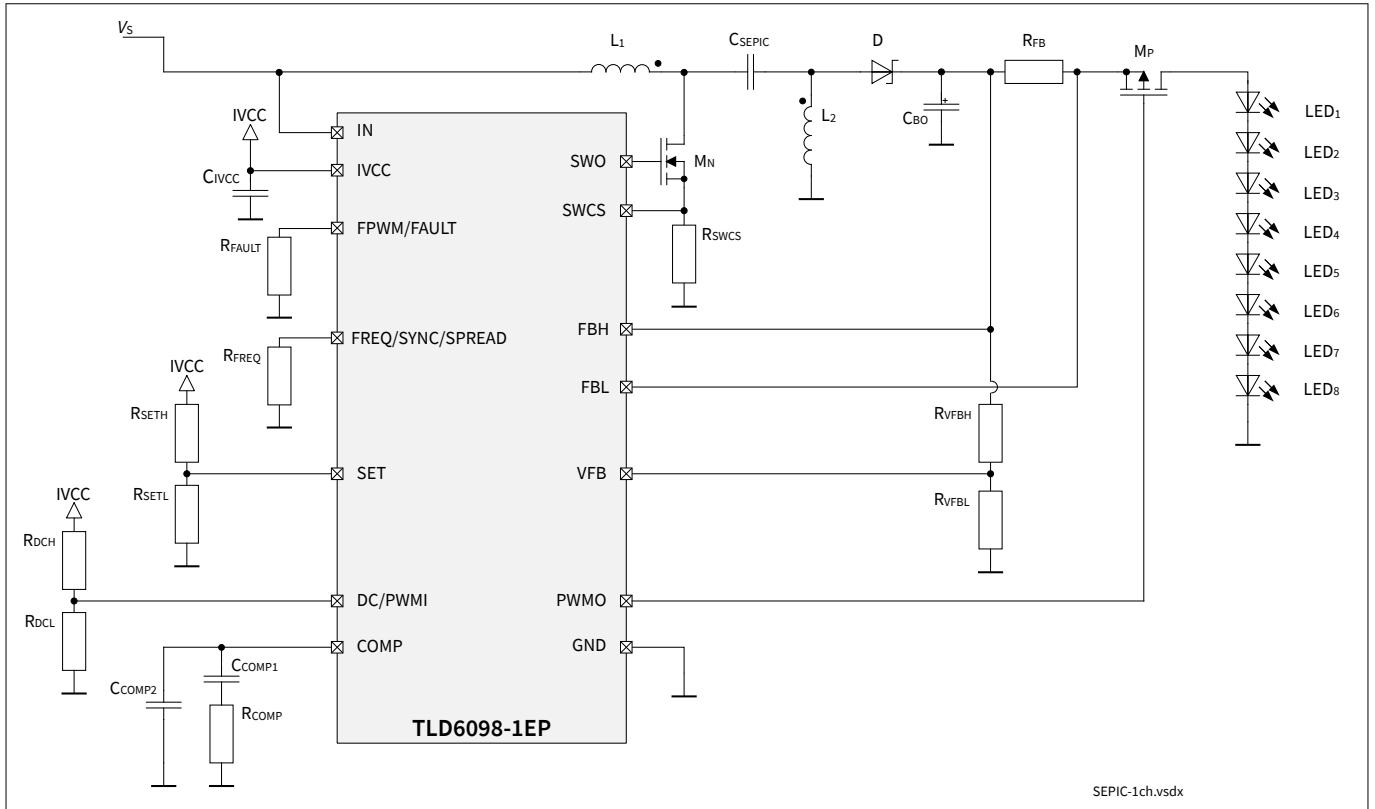 VS
L1
CSEPIC
D
RFB
MP
IVCC
CIVCC
IN
IVCC
FPWM/FAULT
RFAULT
SWO
MN
SWCS
RSWCS
L2
CBO
LED1
LED2
LED3
LED4
LED5
LED6
LED7
LED8
FREQ/SYNC/SPREAD
RFREQ
FBH
FBL
IVCC
RSETH
RSETL
SET
VFB
RVFBH
RVFBL
IVCC
RDCH
RDCL
DC/PWMI
PWMO
COMP
GND
CCOMP1
CCOMP2
RCOMP
TLD6098-1EP
SEPIC-1ch.vsdx